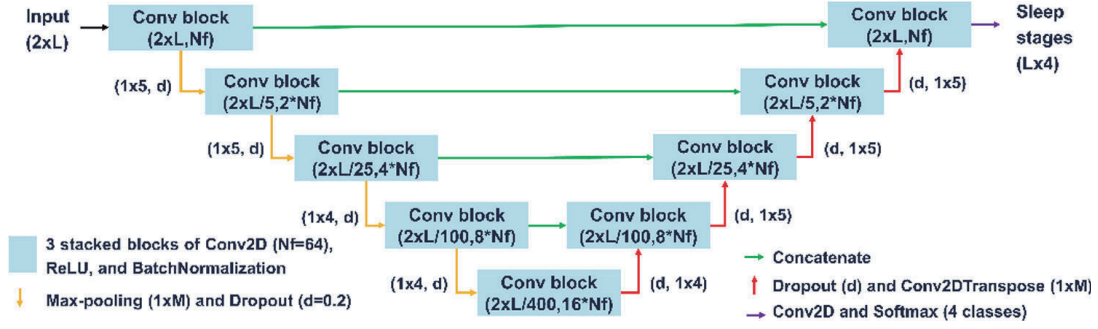 Input
(2xL)
Conv block
(2xL,Nf)
Conv block
(2xL,Nf)
Sleep
stages
(Lx4)
(1x5, d)
Conv block
(2xL/5,2*Nf)
Conv block
(2xL/5,2*Nf)
(d, 1x5)
(1x5, d)
Conv block
(2xL/25,4*Nf)
Conv block
(2xL/25,4*Nf)
(d, 1x5)
(1x4, d)
Conv block
(2xL/100,8*Nf)
Conv block
(2xL/100,8*Nf)
(d, 1x5)
(1x4, d)
Conv block
(2xL/400,16*Nf)
(d, 1x4)
3 stacked blocks of Conv2D (Nf=64),
ReLU, and BatchNormalization
Max-pooling (1xM) and Dropout (d=0.2)
Concatenate
Dropout (d) and Conv2DTranspose (1xM)
Conv2D and Softmax (4 classes)